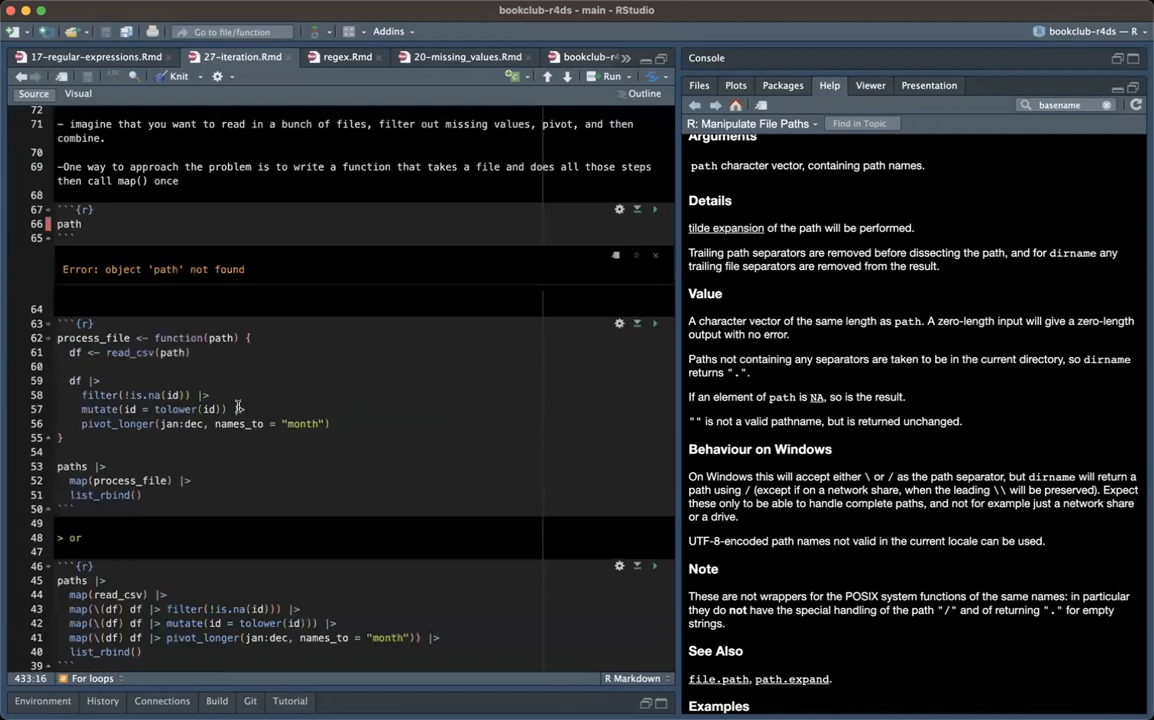 bookclub-r4ds - main - RStudio
Go to file/function
Addins
bookclub-r4ds - R
17-regular-expressions.Rmd
27-iteration.Rmd
regex.Rmd
20-missing_values.Rmd
bookclub-r
Knit
Run
Source
Visual
Outline
72
71 - imagine that you want to read in a bunch of files, filter out missing values, pivot, and then
combine.
70
69 -One way to approach the problem is to write a function that takes a file and does all those steps
then call map() once
68
67 ```{r}
66 path
65 ```
Error: object 'path' not found
64
63 ```{r}
62 process_file <- function(path) {
61 df <- read_csv(path)
60
59 df |>
58 filter(!is.na(id)) |>
57 mutate(id = tolower(id)) |>
56 pivot_longer(jan:dec, names_to = "month")
55 }
54
53 paths |>
52 map(process_file) |>
51 list_rbind()
50 ```
49
48 > or
47
46 ```{r}
45 paths |>
44 map(read_csv) |>
43 map(\(df) df |> filter(!is.na(id))) |>
42 map(\(df) df |> mutate(id = tolower(id))) |>
41 map(\(df) df |> pivot_longer(jan:dec, names_to = "month")) |>
40 list_rbind()
39 ```
433:16
For loops
R Markdown
Environment
History
Connections
Build
Git
Tutorial
Console
Files
Plots
Packages
Help
Viewer
Presentation
basename
R: Manipulate File Paths
Find in Topic
Arguments
path character vector, containing path names.
Details
tilde expansion of the path will be performed.
Trailing path separators are removed before dissecting the path, and for dirname any
trailing file separators are removed from the result.
Value
A character vector of the same length as path. A zero-length input will give a zero-length
output with no error.
Paths not containing any separators are taken to be in the current directory, so dirname
returns ".".
If an element of path is NA, so is the result.
"" is not a valid pathname, but is returned unchanged.
Behaviour on Windows
On Windows this will accept either \ or / as the path separator, but dirname will return a
path using / (except if on a network share, when the leading \\ will be preserved). Expect
these only to be able to handle complete paths, and not for example just a network share
or a drive.
UTF-8-encoded path names not valid in the current locale can be used.
Note
These are not wrappers for the POSIX system functions of the same names: in particular
they do not have the special handling of the path "/" and of returning "." for empty
strings.
See Also
file.path, path.expand.
Examples